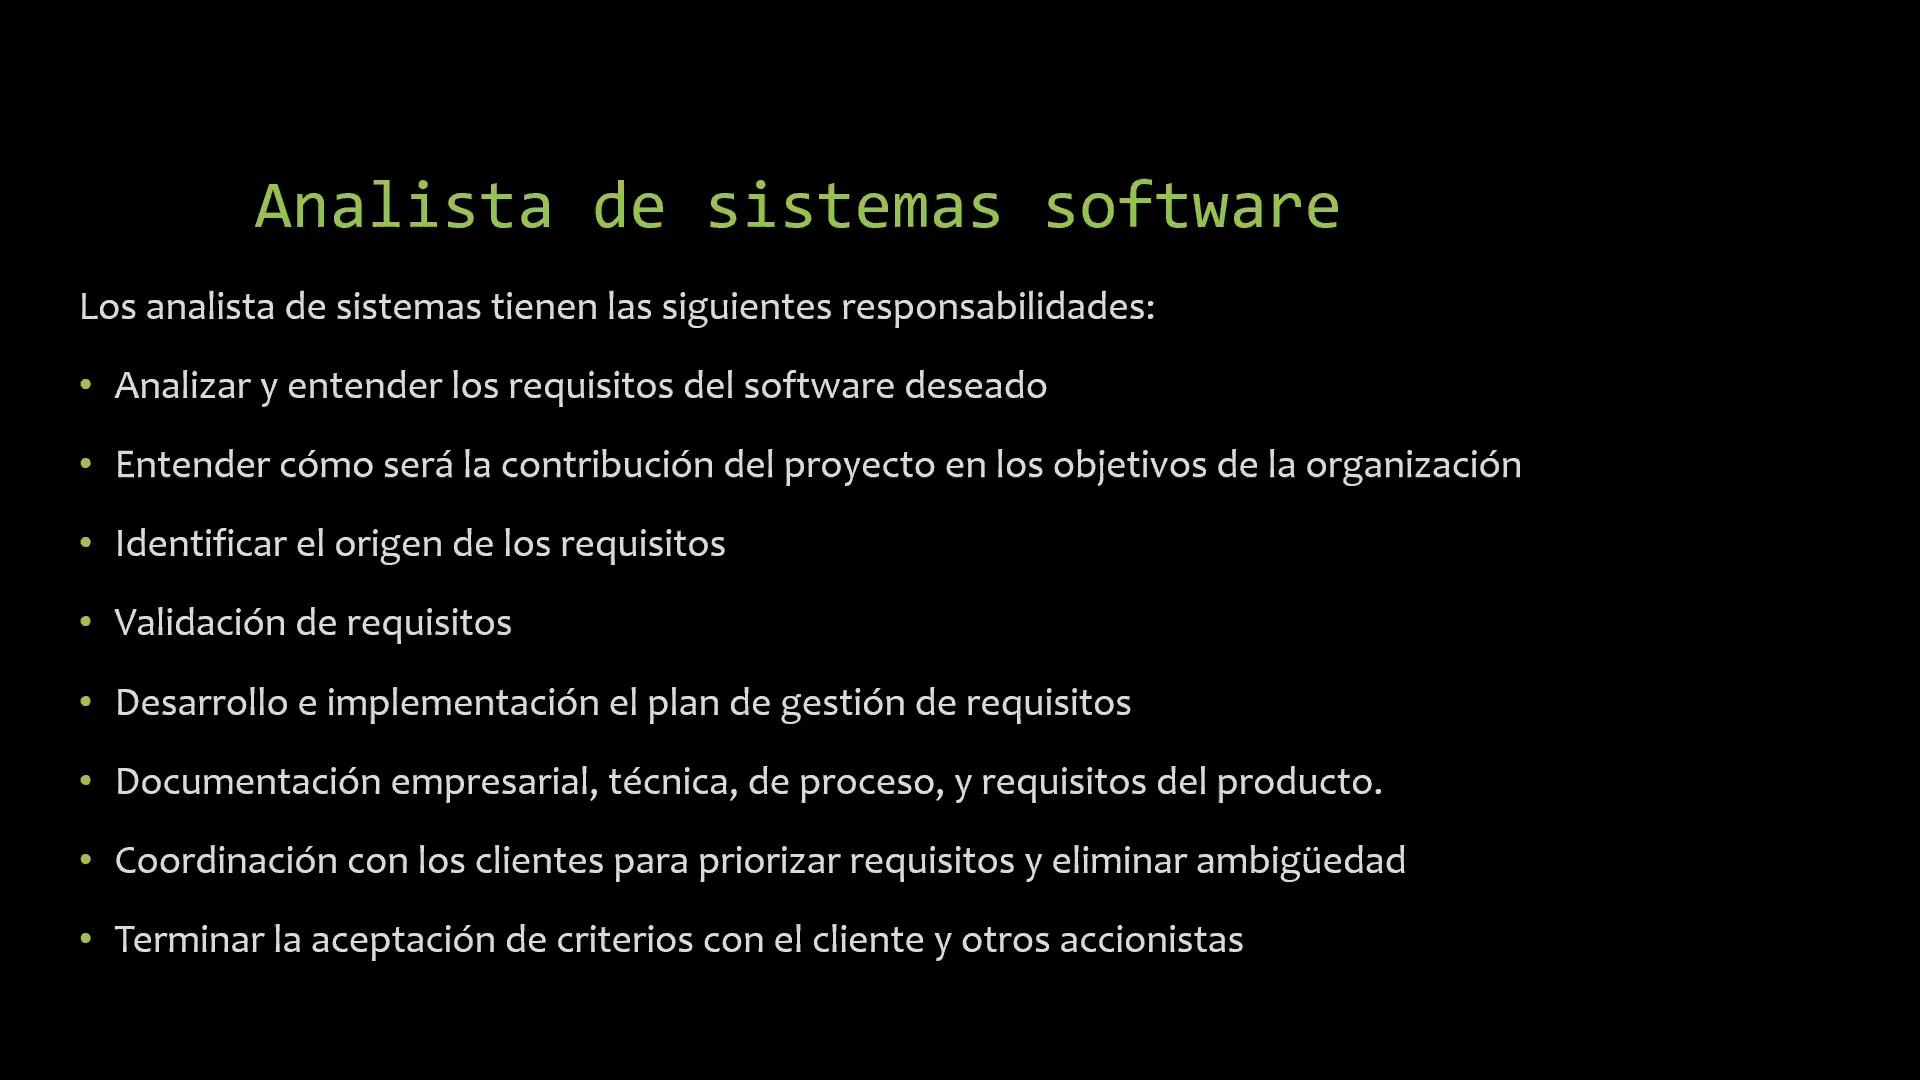 Analista de sistemas software
Los analista de sistemas tienen las siguientes responsabilidades:
• Analizar y entender los requisitos del software deseado
• Entender cómo será la contribución del proyecto en los objetivos de la organización
• Identificar el origen de los requisitos
• Validación de requisitos
• Desarrollo e implementación el plan de gestión de requisitos
• Documentación empresarial, técnica, de proceso, y requisitos del producto.
• Coordinación con los clientes para priorizar requisitos y eliminar ambigüedad
• Terminar la aceptación de criterios con el cliente y otros accionistas